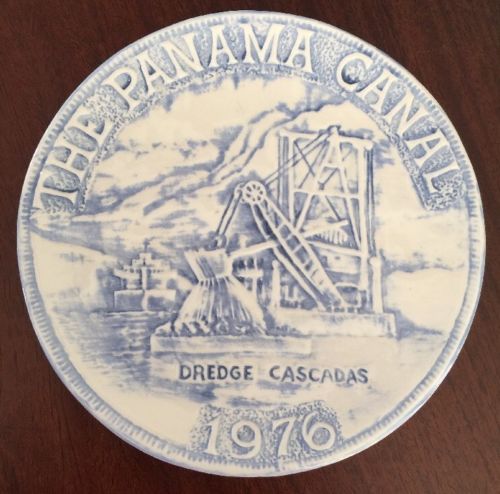 THE PANAMA CANAL
DREDGE CASCADAS
1976